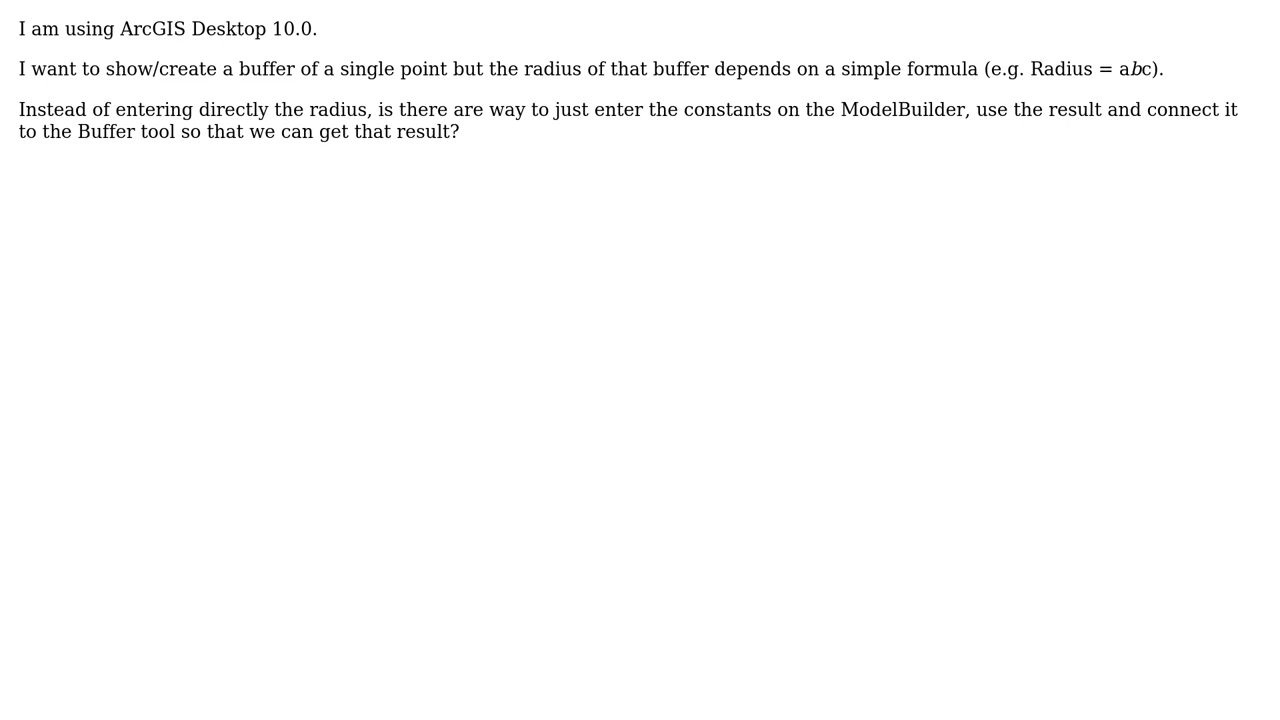 I am using ArcGIS Desktop 10.0.
I want to show/create a buffer of a single point but the radius of that buffer depends on a simple formula (e.g. Radius = abc).
Instead of entering directly the radius, is there are way to just enter the constants on the ModelBuilder, use the result and connect it
to the Buffer tool so that we can get that result?